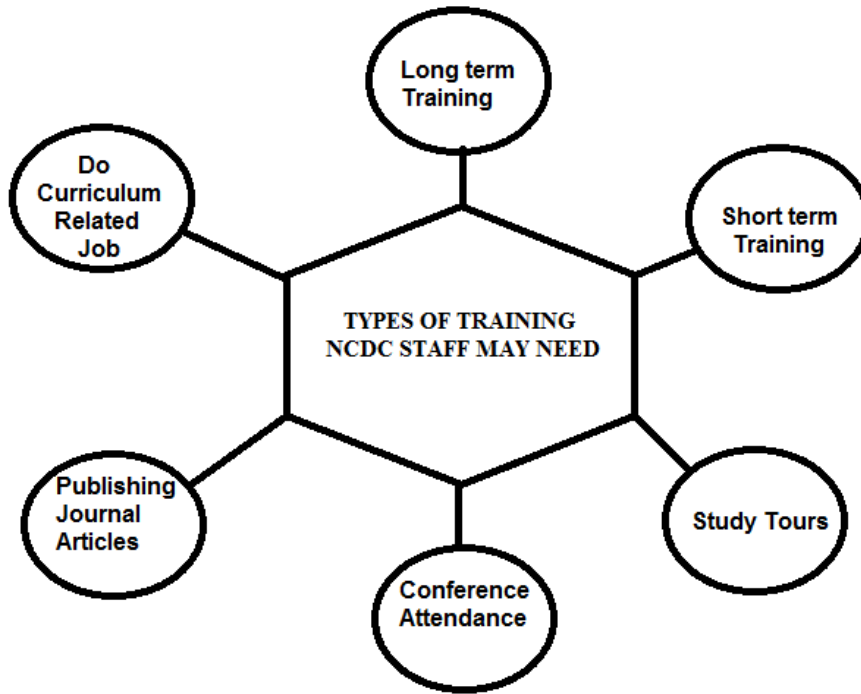 Long term
Training
Do
Curriculum
Related
Job
Short term
Training
TYPES OF TRAINING
NCDC STAFF MAY NEED
Publishing
Journal
Articles
Study Tours
Conference
Attendance